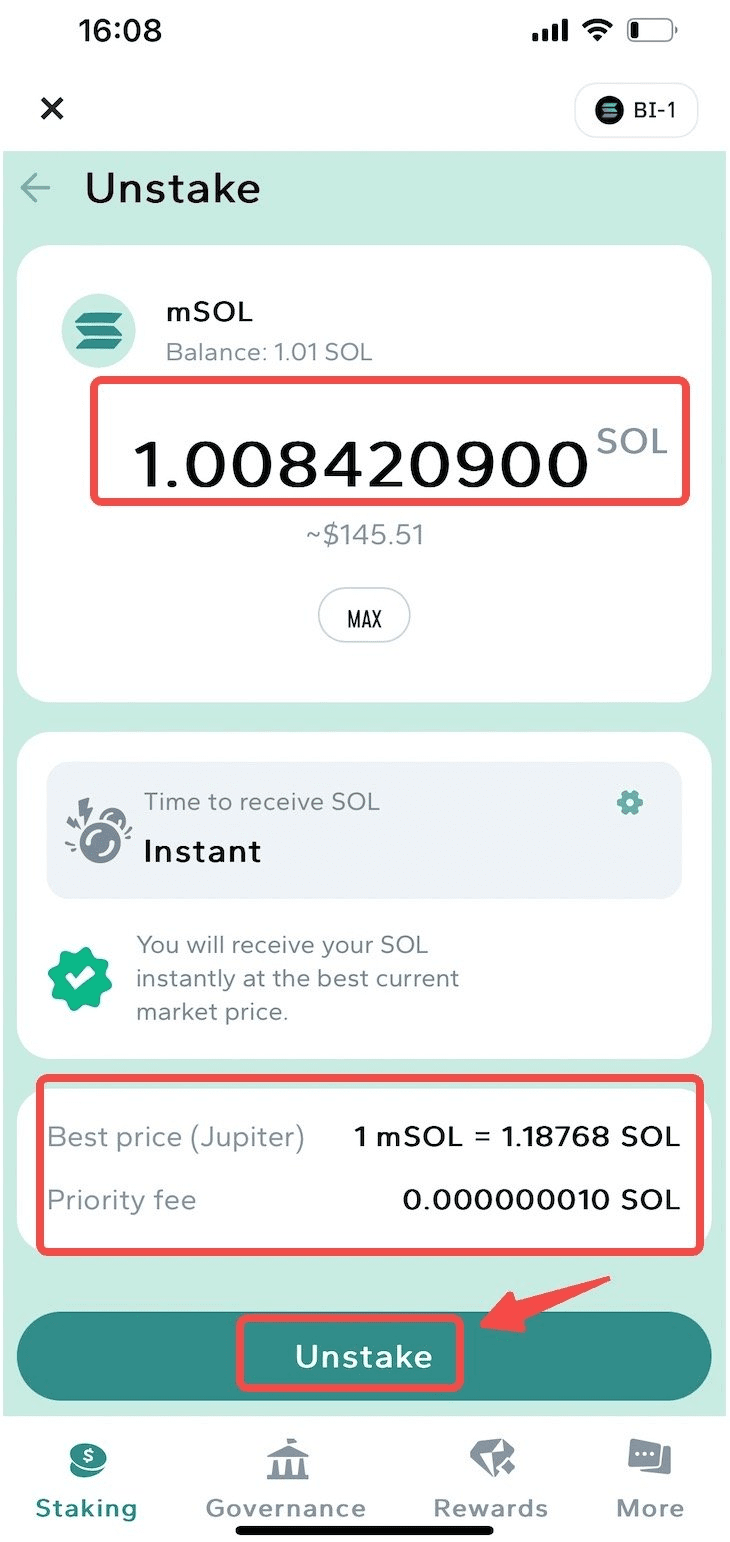 16:08
BI-1
Unstake
mSOL
Balance: 1.01 SOL
1.008420900 SOL
~$145.51
MAX
Time to receive SOL
Instant
You will receive your SOL
instantly at the best current
market price.
Best price (Jupiter) 1 mSOL = 1.18768 SOL
Priority fee 0.000000010 SOL
Unstake
Staking Governance Rewards More